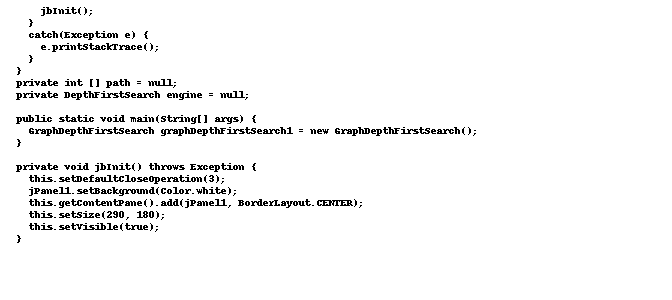 jbInit();
}
catch(Exception e) {
e.printStackTrace();
}
}
private int [] path = null;
private DepthFirstSearch engine = null;
public static void main(String[] args) {
GraphDepthFirstSearch graphDepthFirstSearch1 = new GraphDepthFirstSearch();
}
private void jbInit() throws Exception {
this.setDefaultCloseOperation(3);
jPanel1.setBackground(Color.white);
this.getContentPane().add(jPanel1, BorderLayout.CENTER);
this.setSize(290, 180);
this.setVisible(true);
}